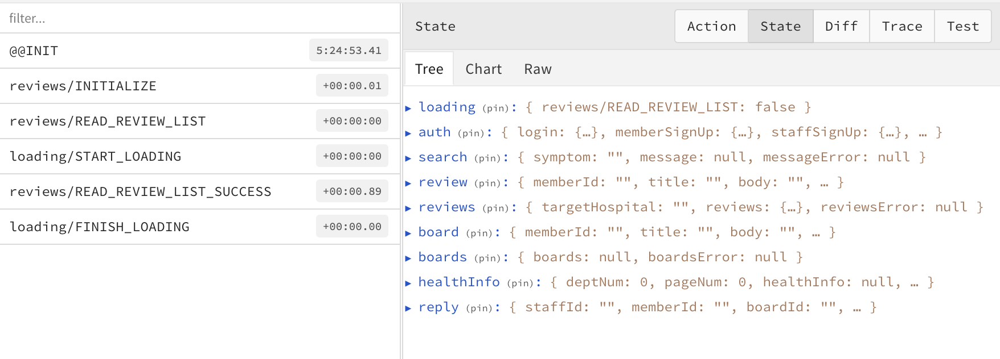 filter...
@@INIT 5:24:53.41
reviews/INITIALIZE +00:00.01
reviews/READ_REVIEW_LIST +00:00:00
loading/START_LOADING +00:00:00
reviews/READ_REVIEW_LIST_SUCCESS +00:00.89
loading/FINISH_LOADING +00:00.00
State Action State Diff Trace Test
Tree Chart Raw
▶ loading (pin): { reviews/READ_REVIEW_LIST: false }
▶ auth (pin): { login: {…}, memberSignUp: {…}, staffSignUp: {…}, … }
▶ search (pin): { symptom: "", message: null, messageError: null }
▶ review (pin): { memberId: "", title: "", body: "", … }
▶ reviews (pin): { targetHospital: "", reviews: {…}, reviewsError: null }
▶ board (pin): { memberId: "", title: "", body: "", … }
▶ boards (pin): { boards: null, boardsError: null }
▶ healthInfo (pin): { deptNum: 0, pageNum: 0, healthInfo: null, … }
▶ reply (pin): { staffId: "", memberId: "", boardId: "", … }